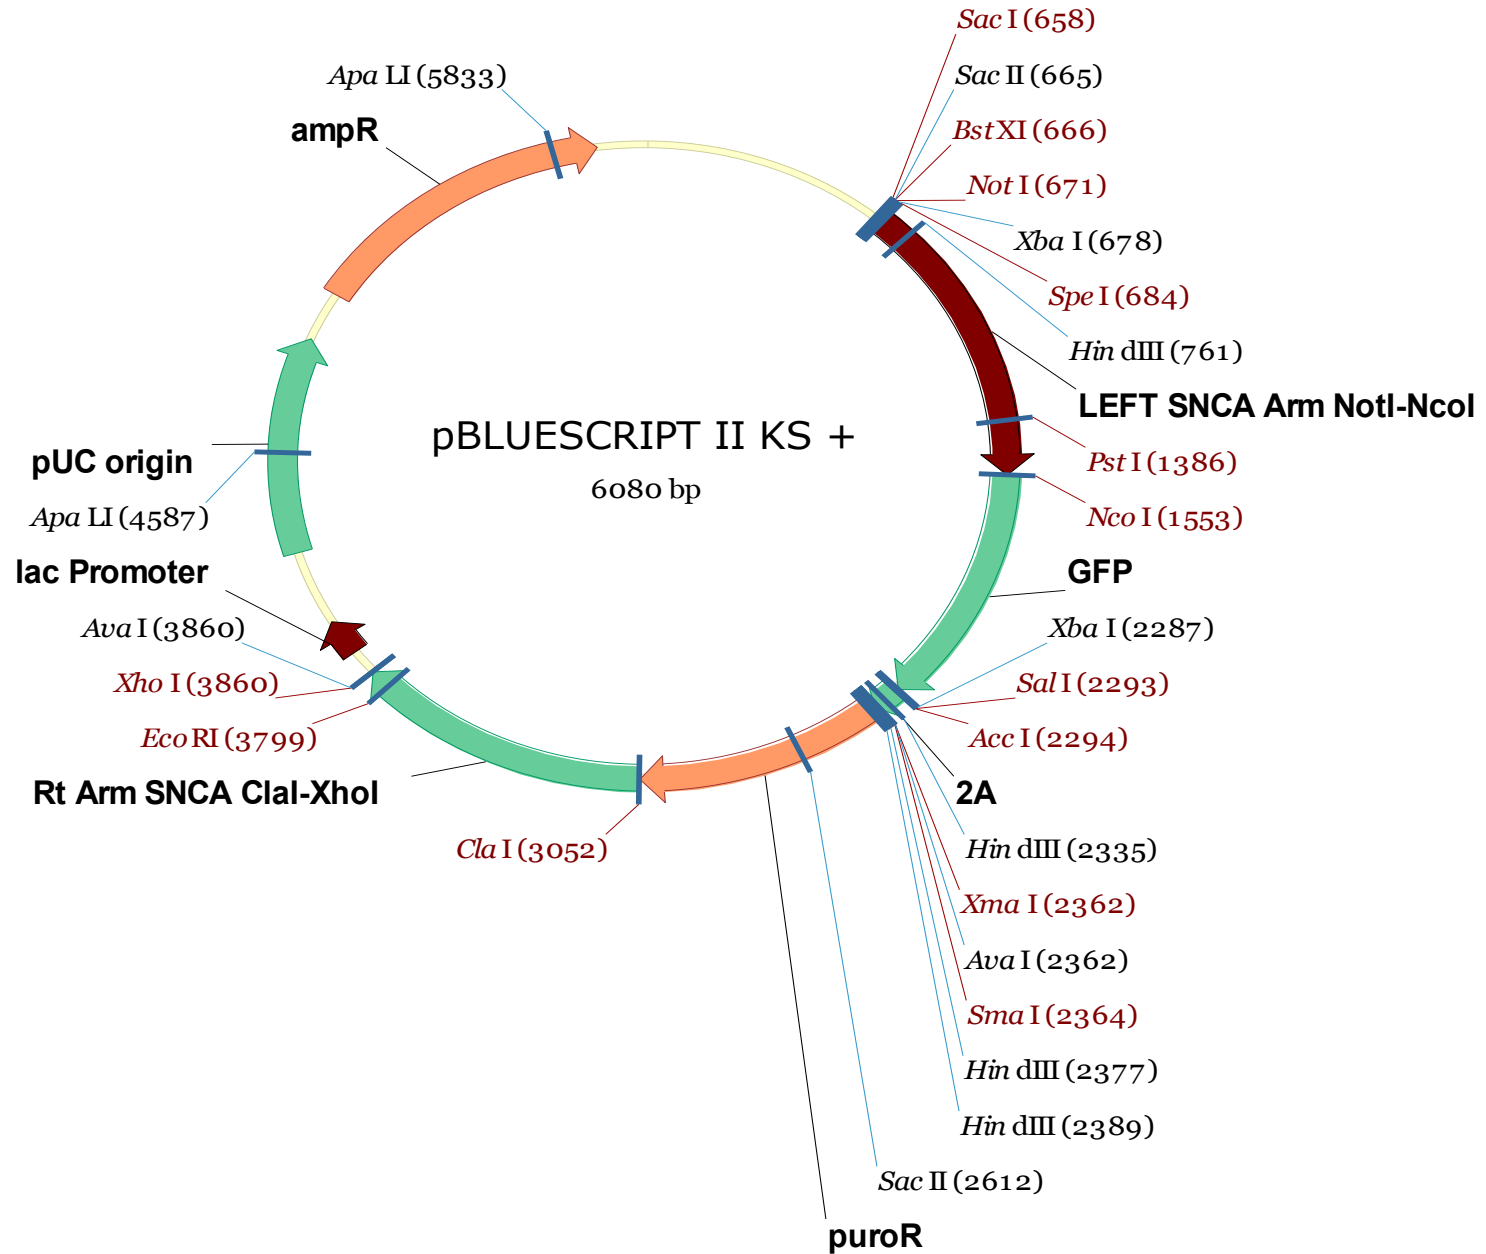 Sac I (658)
Apa LI (5833)
Sac II (665)
ampR
BstXI (666)
Not I (671)
Xba I (678)
Spe I (684)
Hin dIII (761)
LEFT SNCA Arm NotI-NcoI
pBLUESCRIPT II KS +
6080 bp
pUC origin
Pst I (1386)
Apa LI (4587)
Nco I (1553)
lac Promoter
GFP
Ava I (3860)
Xba I (2287)
Xho I (3860)
Sal I (2293)
Eco RI (3799)
Acc I (2294)
Rt Arm SNCA ClaI-XhoI
2A
Cla I (3052)
Hin dIII (2335)
Xma I (2362)
Ava I (2362)
Sma I (2364)
Hin dIII (2377)
Hin dIII (2389)
Sac II (2612)
puroR